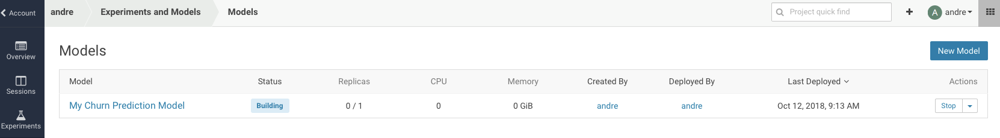 Account
andre
Experiments and Models
Models
Project quick find
A
andre
Overview
Sessions
Experiments
Models
New Model
Model Status Replicas CPU Memory Created By Deployed By Last Deployed Actions
My Churn Prediction Model Building 0 / 1 0 0 GiB andre andre Oct 12, 2018, 9:13 AM Stop